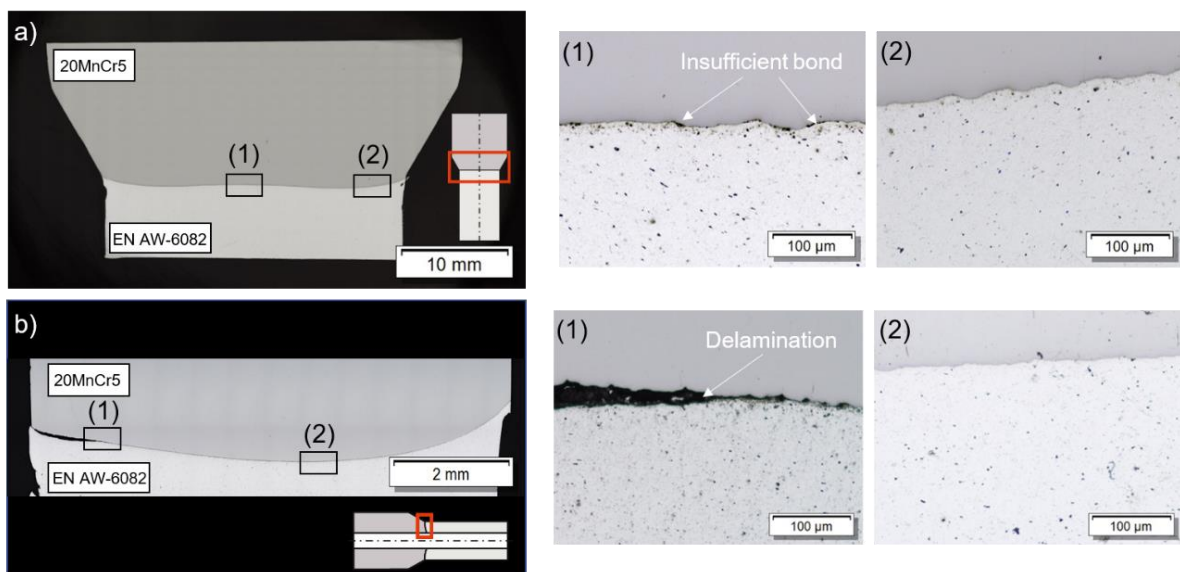 a)
20MnCr5
(1)
(2)
EN AW-6082
10 mm
(1)
Insufficient bond
100 µm
(2)
100 µm
b)
20MnCr5
(1)
(2)
EN AW-6082
2 mm
(1)
Delamination
100 µm
(2)
100 µm